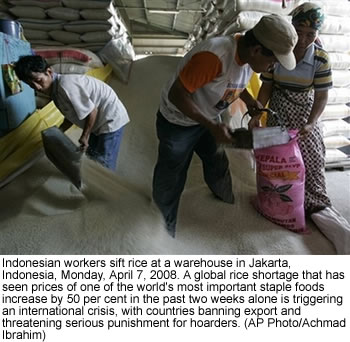 KEPALA
SUPER
Indonesian workers sift rice at a warehouse in Jakarta,
Indonesia, Monday, April 7, 2008. A global rice shortage that has
seen prices of one of the world's most important staple foods
increase by 50 per cent in the past two weeks alone is triggering
an international crisis, with countries banning export and
threatening serious punishment for hoarders. (AP Photo/Achmad
Ibrahim)